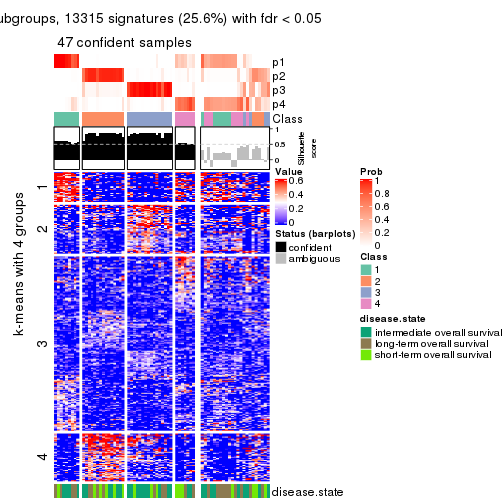 ubgroups, 13315 signatures (25.6%) with fdr < 0.05
47 confident samples
p1
p2
p3
p4
Class
1
0.5
0
Silhouette
score
k-means with 4 groups
1
2
3
4
disease.state
Value
0.6
0.4
0.2
0
Status (barplots)
confident
ambiguous
Prob
1
0.8
0.6
0.4
0.2
0
Class
1
2
3
4
disease.state
intermediate overall survival
long-term overall survival
short-term overall survival